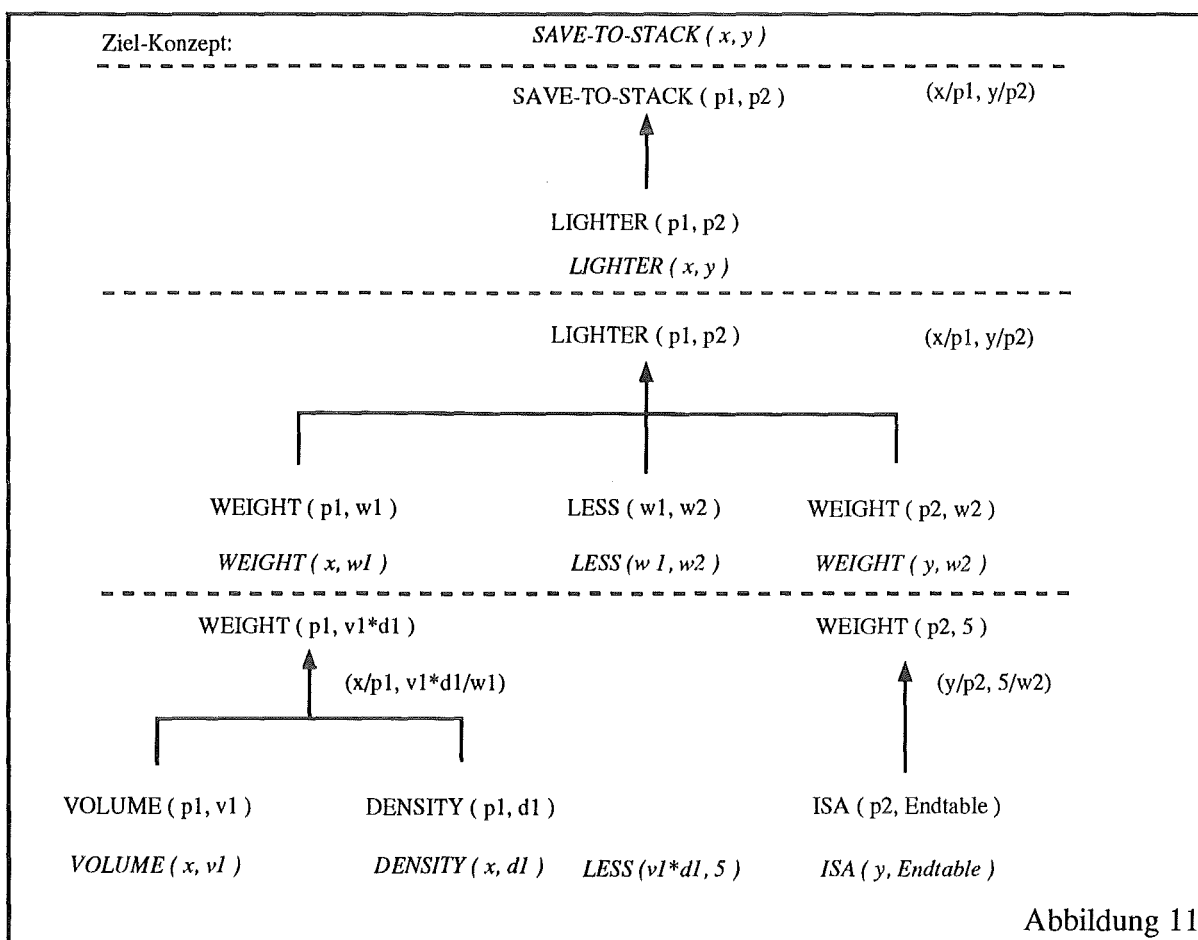 Ziel-Konzept: SAVE-TO-STACK ( x, y )
SAVE-TO-STACK ( p1, p2 ) (x/p1, y/p2)
LIGHTER ( p1, p2 )
LIGHTER ( x, y )
LIGHTER ( p1, p2 ) (x/p1, y/p2)
WEIGHT ( p1, w1 ) LESS ( w1, w2 ) WEIGHT ( p2, w2 )
WEIGHT ( x, w1 ) LESS (w 1, w2 ) WEIGHT ( y, w2 )
WEIGHT ( p1, v1*d1 ) WEIGHT ( p2, 5 )
(x/p1, v1*d1/w1) (y/p2, 5/w2)
VOLUME ( p1, v1 ) DENSITY ( p1, d1 ) ISA ( p2, Endtable )
VOLUME ( x, v1 ) DENSITY ( x, d1 ) LESS (v1*d1, 5 ) ISA ( y, Endtable )
Abbildung 11